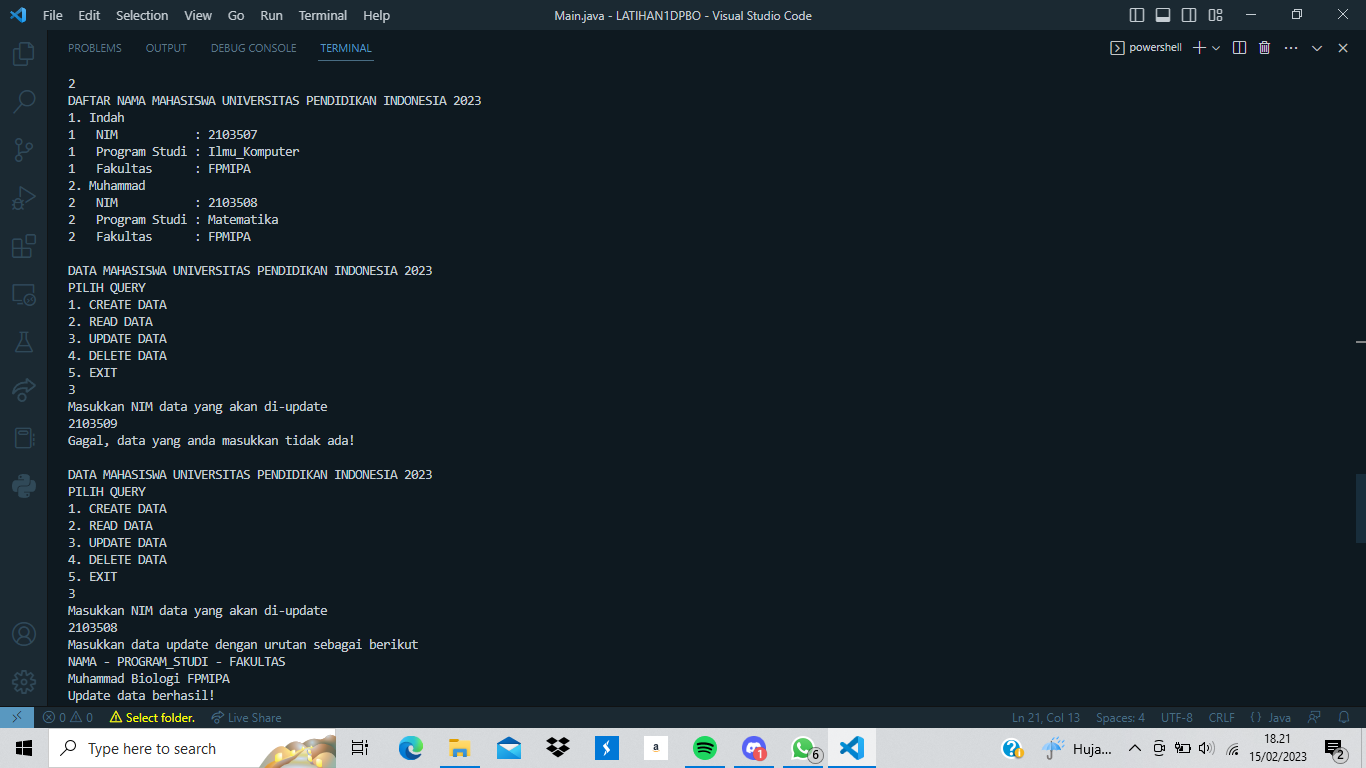 File Edit Selection View Go Run Terminal Help Main.java - LATIHAN1DPBO - Visual Studio Code
PROBLEMS OUTPUT DEBUG CONSOLE TERMINAL powershell
2
DAFTAR NAMA MAHASISWA UNIVERSITAS PENDIDIKAN INDONESIA 2023
1. Indah
1   NIM           : 2103507
1   Program Studi : Ilmu_Komputer
1   Fakultas      : FPMIPA
2. Muhammad
2   NIM           : 2103508
2   Program Studi : Matematika
2   Fakultas      : FPMIPA
DATA MAHASISWA UNIVERSITAS PENDIDIKAN INDONESIA 2023
PILIH QUERY
1. CREATE DATA
2. READ DATA
3. UPDATE DATA
4. DELETE DATA
5. EXIT
3
Masukkan NIM data yang akan di-update
2103509
Gagal, data yang anda masukkan tidak ada!
DATA MAHASISWA UNIVERSITAS PENDIDIKAN INDONESIA 2023
PILIH QUERY
1. CREATE DATA
2. READ DATA
3. UPDATE DATA
4. DELETE DATA
5. EXIT
3
Masukkan NIM data yang akan di-update
2103508
Masukkan data update dengan urutan sebagai berikut
NAMA - PROGRAM_STUDI - FAKULTAS
Muhammad Biologi FPMIPA
Update data berhasil!
0 0 Select folder. Live Share Ln 21, Col 13 Spaces: 4 UTF-8 CRLF {} Java
Type here to search a 1 6 Huja... 18.21
15/02/2023 2